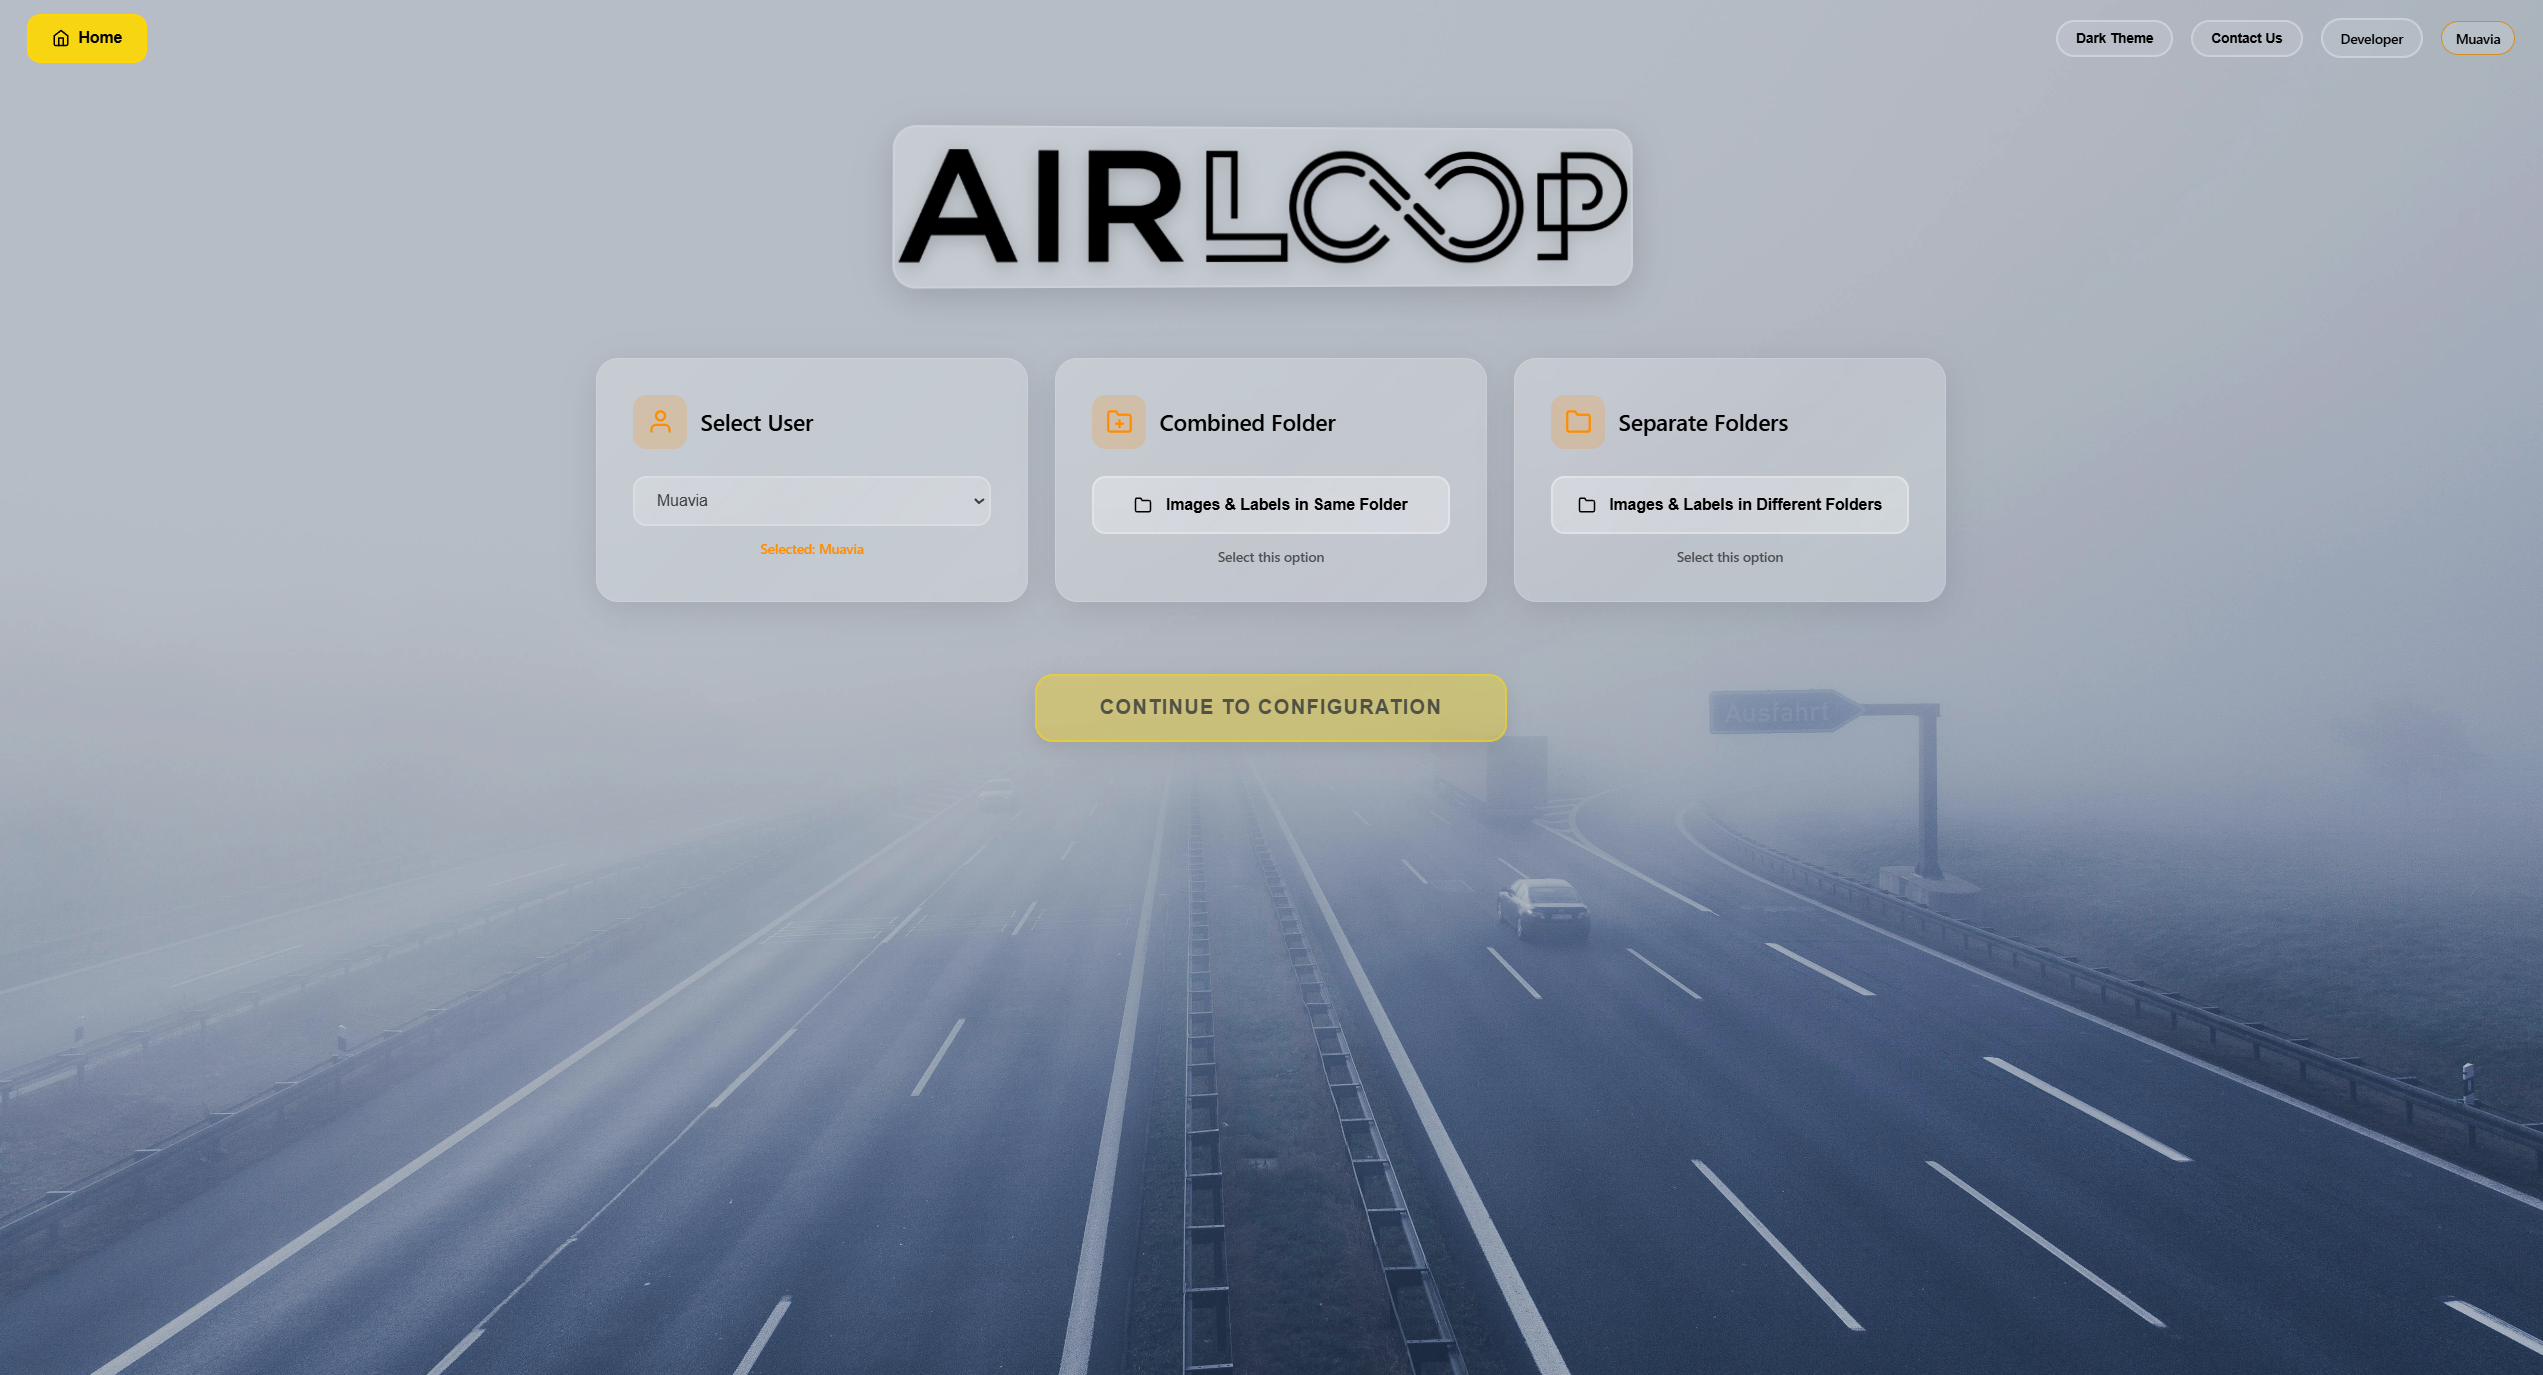 Home
Dark Theme
Contact Us
Developer
Muavia
AIRLOOP
Select User
Combined Folder
Separate Folders
Muavia
Images & Labels in Same Folder
Images & Labels in Different Folders
Selected: Muavia
Select this option
Select this option
CONTINUE TO CONFIGURATION
Ausfahrt